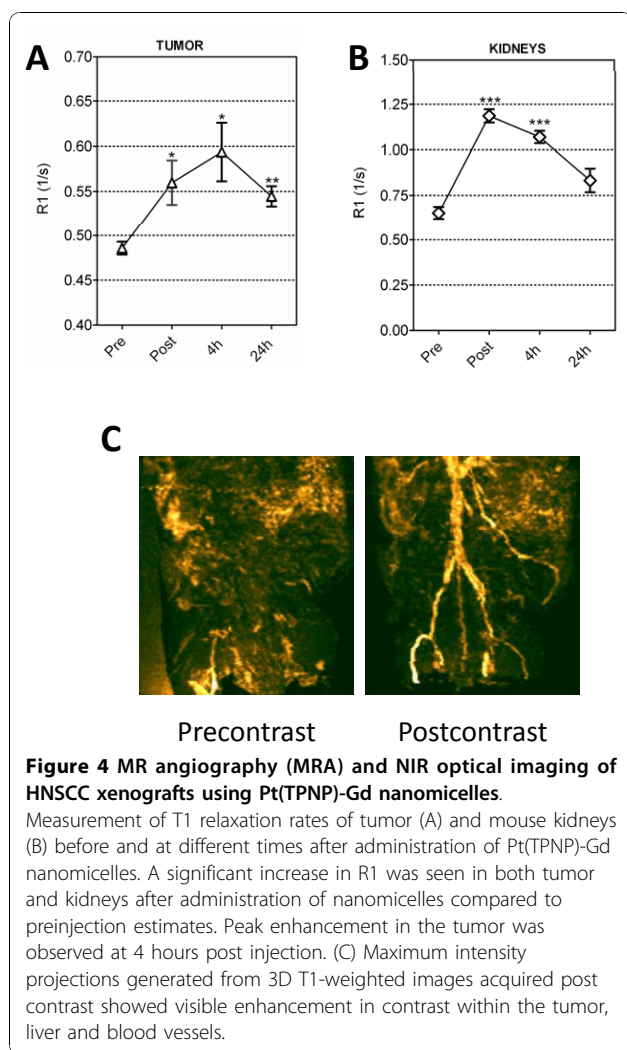 A
TUMOR
R1 (1/s)
0.70
0.65
0.60
0.55
0.50
0.45
0.40
*
*
**
Pre
Post
4h
24h
B
KIDNEYS
R1 (1/s)
1.50
1.25
1.00
0.75
0.50
0.25
0.00
***
***
Pre
Post
4h
24h
C
Precontrast
Postcontrast
Figure 4 MR angiography (MRA) and NIR optical imaging of
HNSCC xenografts using Pt(TPNP)-Gd nanomicelles.
Measurement of T1 relaxation rates of tumor (A) and mouse kidneys
(B) before and at different times after administration of Pt(TPNP)-Gd
nanomicelles. A significant increase in R1 was seen in both tumor
and kidneys after administration of nanomicelles compared to
preinjection estimates. Peak enhancement in the tumor was
observed at 4 hours post injection. (C) Maximum intensity
projections generated from 3D T1-weighted images acquired post
contrast showed visible enhancement in contrast within the tumor,
liver and blood vessels.